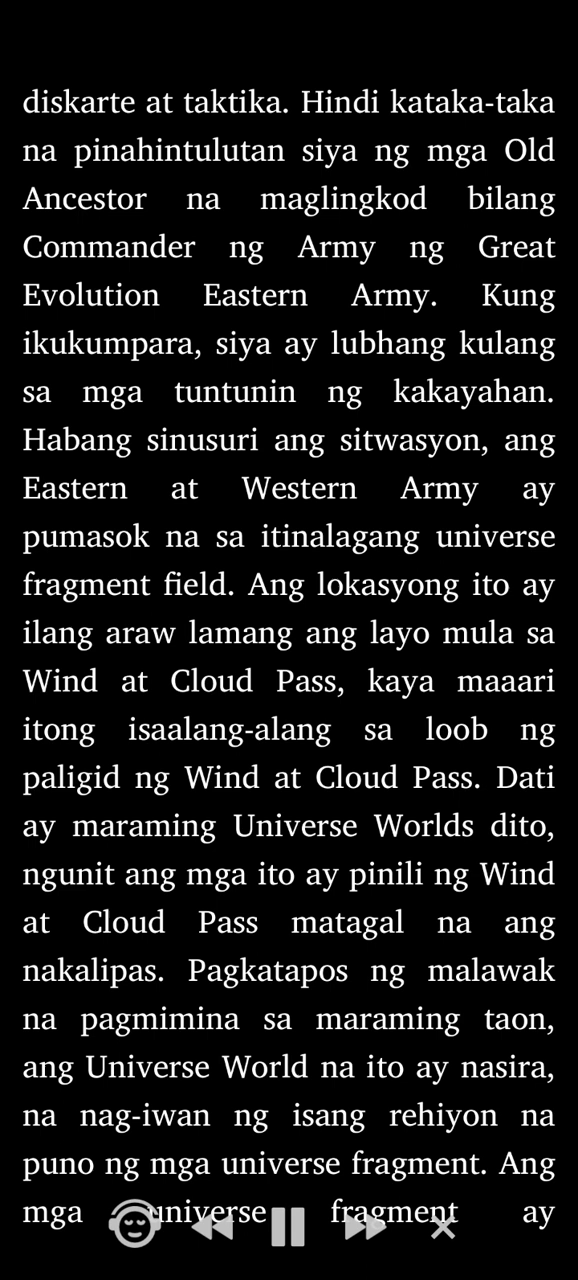 diskarte at taktika. Hindi kataka-taka
na pinahintulutan siya ng mga Old
Ancestor na maglingkod bilang
Commander ng Army ng Great
Evolution Eastern Army. Kung
ikukumpara, siya ay lubhang kulang
sa mga tuntunin ng kakayahan.
Habang sinusuri ang sitwasyon, ang
Eastern at Western Army ay
pumasok na sa itinalagang universe
fragment field. Ang lokasyong ito ay
ilang araw lamang ang layo mula sa
Wind at Cloud Pass, kaya maaari
itong isaalang-alang sa loob ng
paligid ng Wind at Cloud Pass. Dati
ay maraming Universe Worlds dito,
ngunit ang mga ito ay pinili ng Wind
at Cloud Pass matagal na ang
nakalipas. Pagkatapos ng malawak
na pagmimina sa maraming taon,
ang Universe World na ito ay nasira,
na nag-iwan ng isang rehiyon na
puno ng mga universe fragment. Ang
mga universe fragment ay